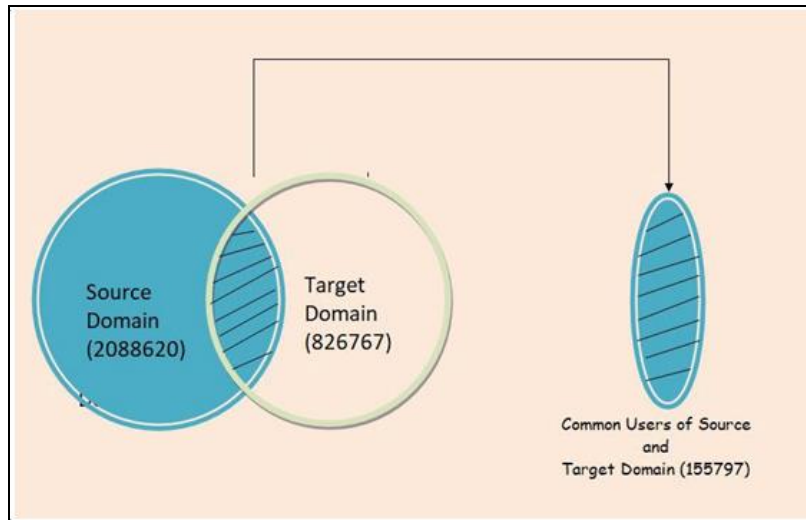 Source
Domain
(2088620)
Target
Domain
(826767)
Common Users of Source
and
Target Domain (155797)